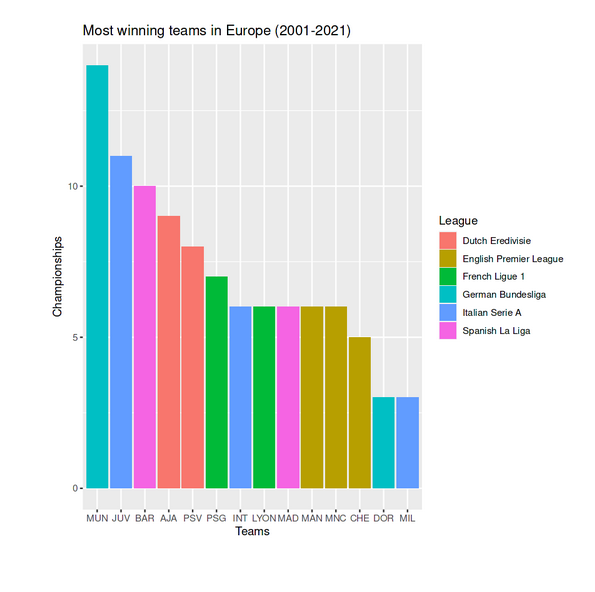 Most winning teams in Europe (2001-2021)
Championships
10
5
0
MUN JUV BAR AJA PSV PSG INT LYON MAD MAN MNC CHE DOR MIL
Teams
League
Dutch Eredivisie
English Premier League
French Ligue 1
German Bundesliga
Italian Serie A
Spanish La Liga